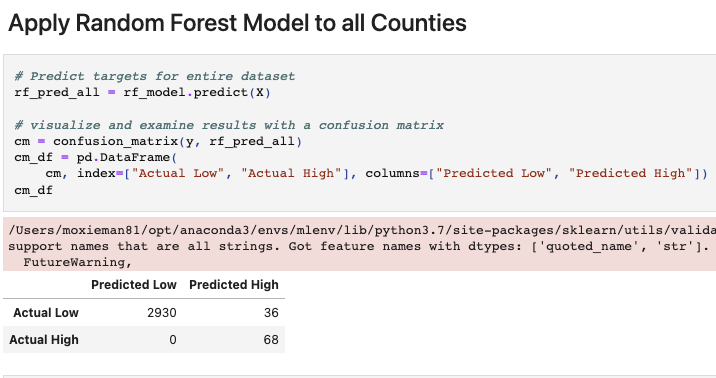 Apply Random Forest Model to all Counties
# Predict targets for entire dataset
rf_pred_all = rf_model.predict(X)
# visualize and examine results with a confusion matrix
cm = confusion_matrix(y, rf_pred_all)
cm_df = pd.DataFrame(
    cm, index=["Actual Low", "Actual High"], columns=["Predicted Low", "Predicted High"])
cm_df
/Users/moxieman81/opt/anaconda3/envs/mlenv/lib/python3.7/site-packages/sklearn/utils/valida
support names that are all strings. Got feature names with dtypes: ['quoted_name', 'str'].
  FutureWarning,
Predicted Low Predicted High
Actual Low 2930 36
Actual High 0 68